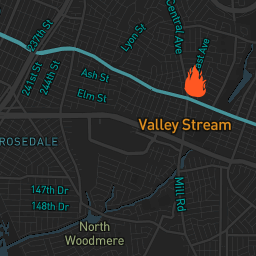 237th St
241st St
244th St
Lyon St
Central Ave
East Ave
Ash St
Elm St
Valley Stream
ROSEDALE
147th Dr
148th Dr
Mill Rd
North
Woodmere